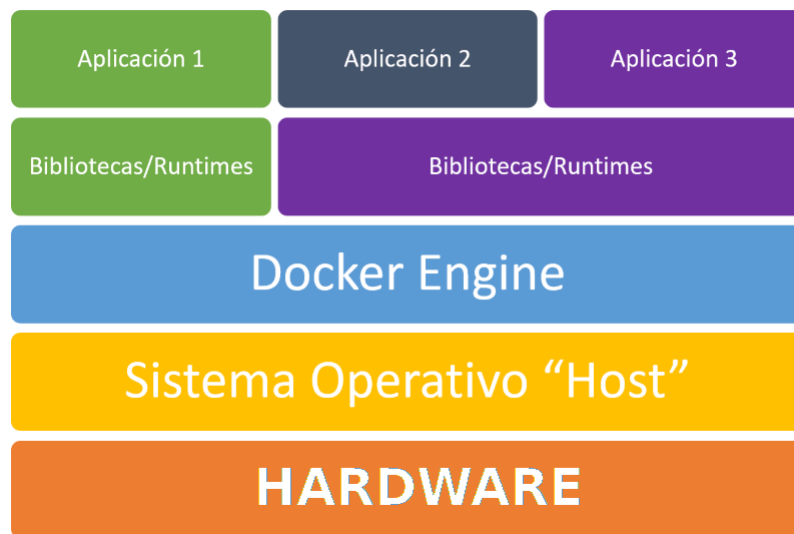 Aplicación 1
Aplicación 2
Aplicación 3
Bibliotecas/Runtimes
Bibliotecas/Runtimes
Docker Engine
Sistema Operativo “Host”
HARDWARE